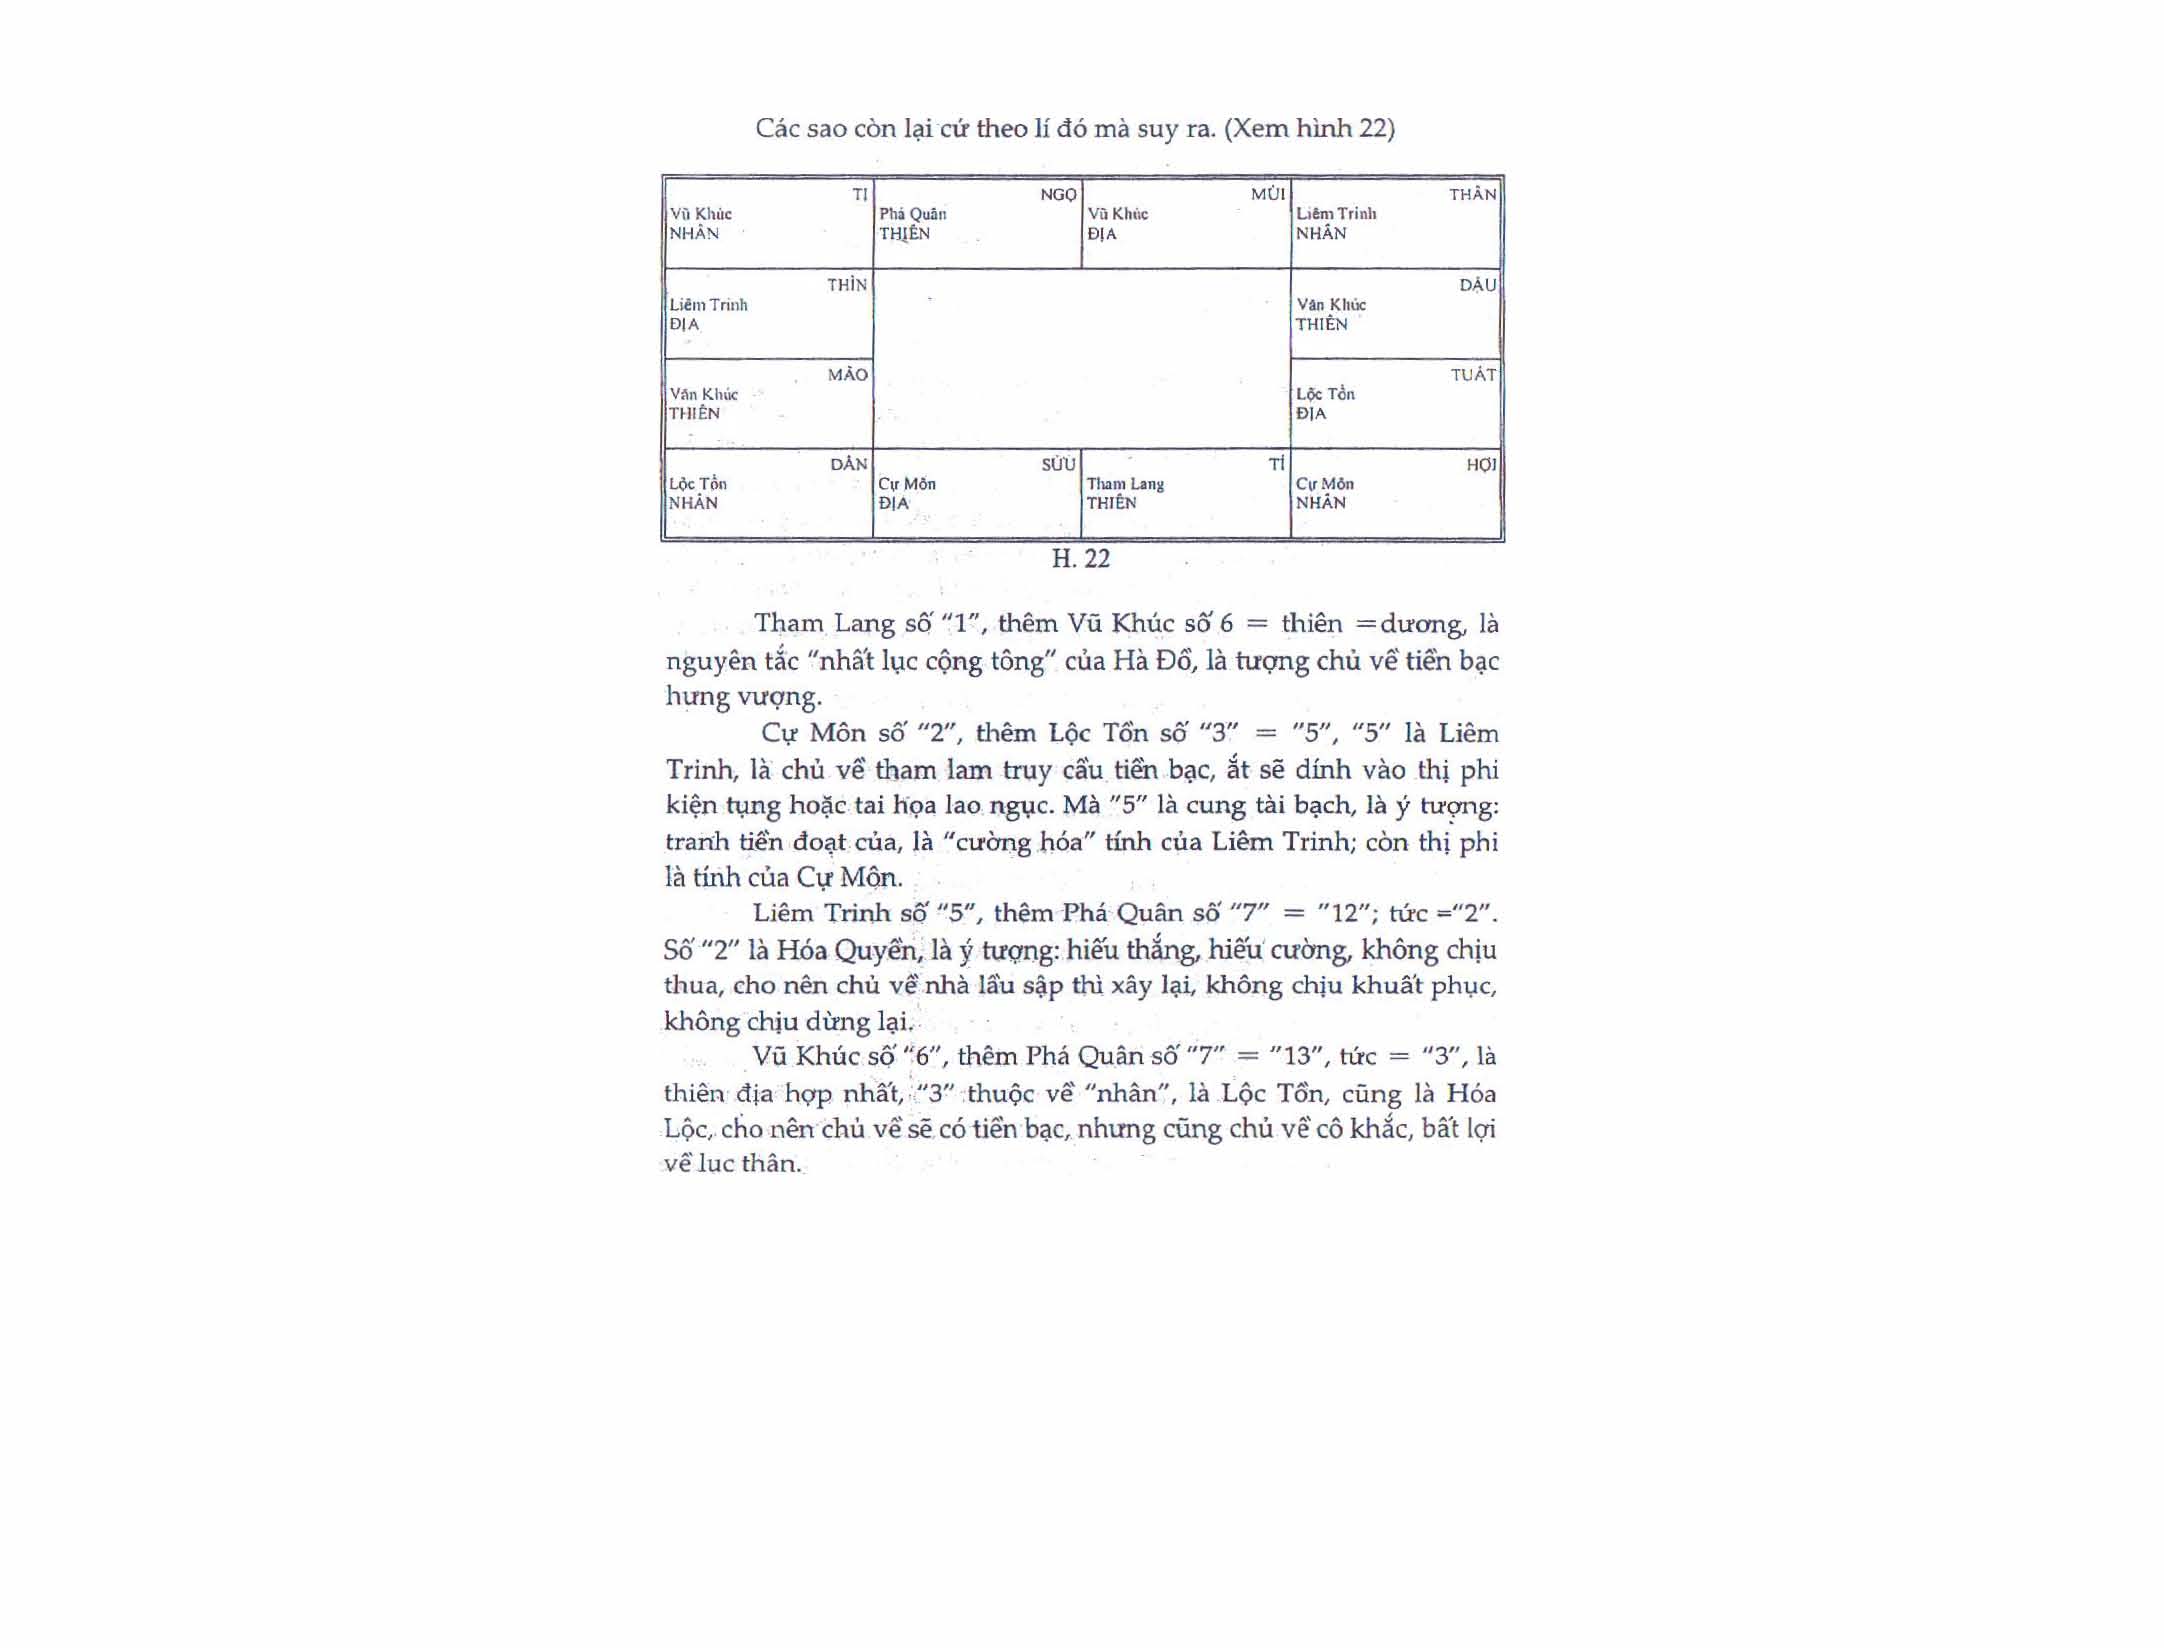 Các sao còn lại cứ theo lí đó mà suy ra. (Xem hình 22)
TỊ
Vũ Khúc
NHÂN
NGỌ
Phá Quân
THIÊN
MÙI
Vũ Khúc
ĐỊA
THÂN
Liêm Trinh
NHÂN
THÌN
Liêm Trinh
ĐỊA
DẬU
Văn Khúc
THIÊN
MÃO
Văn Khúc
THIÊN
TUẤT
Lộc Tồn
ĐỊA
DẦN
Lộc Tồn
NHÂN
SỬU
Cự Môn
ĐỊA
TÍ
Tham Lang
THIÊN
HỢI
Cự Môn
NHÂN
H. 22
Tham Lang số "1", thêm Vũ Khúc số 6 = thiên =dương, là
nguyên tắc "nhất lục cộng tông" của Hà Đồ, là tượng chủ về tiền bạc
hưng vượng.
Cự Môn số "2", thêm Lộc Tồn số "3" = "5", "5" là Liêm
Trinh, là chủ về tham lam truy cầu tiền bạc, ắt sẽ dính vào thị phi
kiện tụng hoặc tai họa lao ngục. Mà "5" là cung tài bạch, là ý tượng:
tranh tiền đoạt của, là "cường hóa" tính của Liêm Trinh; còn thị phi
là tính của Cự Môn.
Liêm Trinh số "5", thêm Phá Quân số "7" = "12"; tức ="2".
Số "2" là Hóa Quyền, là ý tượng: hiếu thắng, hiếu cường, không chịu
thua, cho nên chủ về nhà lầu sập thì xây lại, không chịu khuất phục,
không chịu dừng lại.
Vũ Khúc số "6", thêm Phá Quân số "7" = "13", tức = "3", là
thiên địa hợp nhất, "3" thuộc về "nhân", là Lộc Tồn, cũng là Hóa
Lộc, cho nên chủ về sẽ có tiền bạc, nhưng cũng chủ về cô khắc, bất lợi
về lục thân.